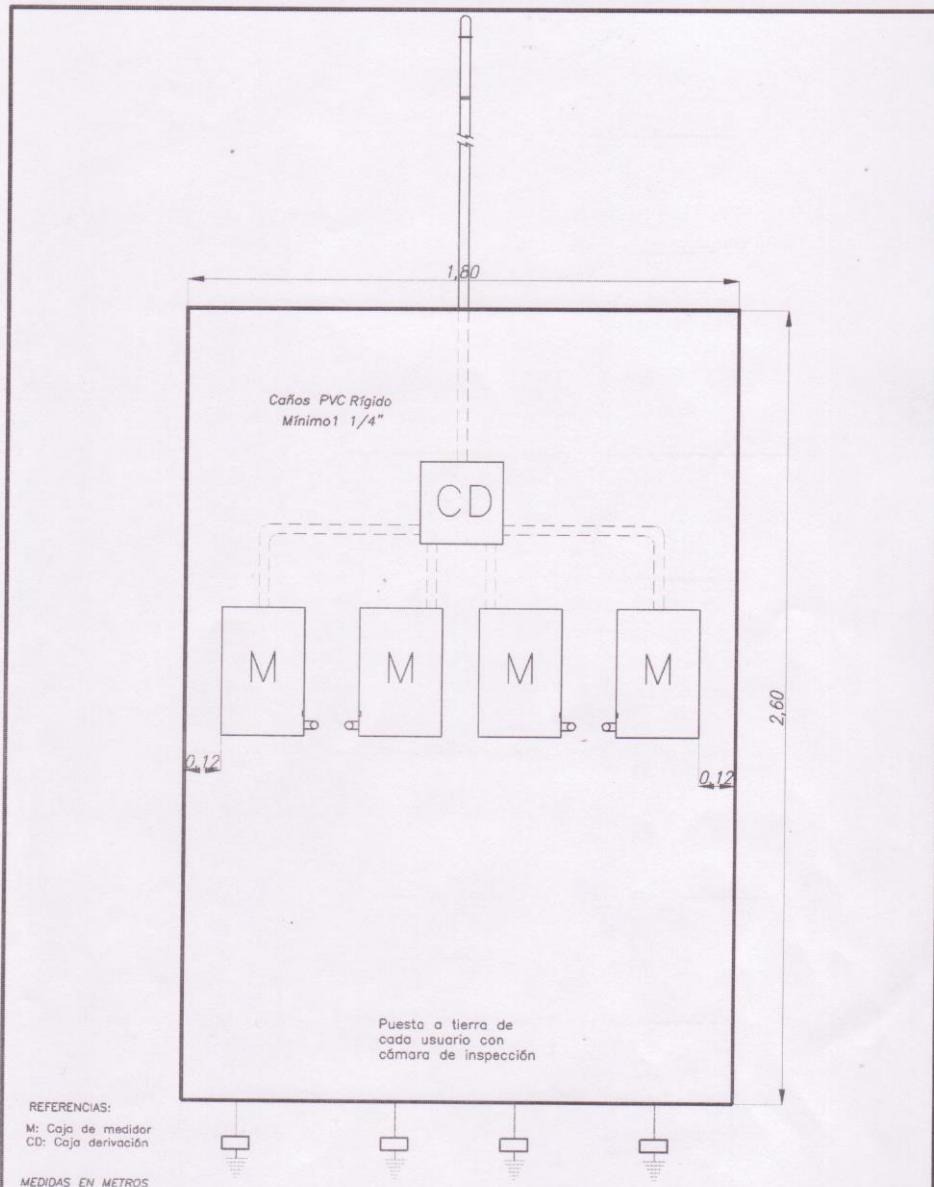 1,80
Caños PVC Rígido
Mínimo1 1/4"
CD
M M M M
2,60
0,12
0,12
Puesta a tierra de
cada usuario con
cámara de inspección
REFERENCIAS:
M: Caja de medidor
CD: Caja derivación
MEDIDAS EN METROS